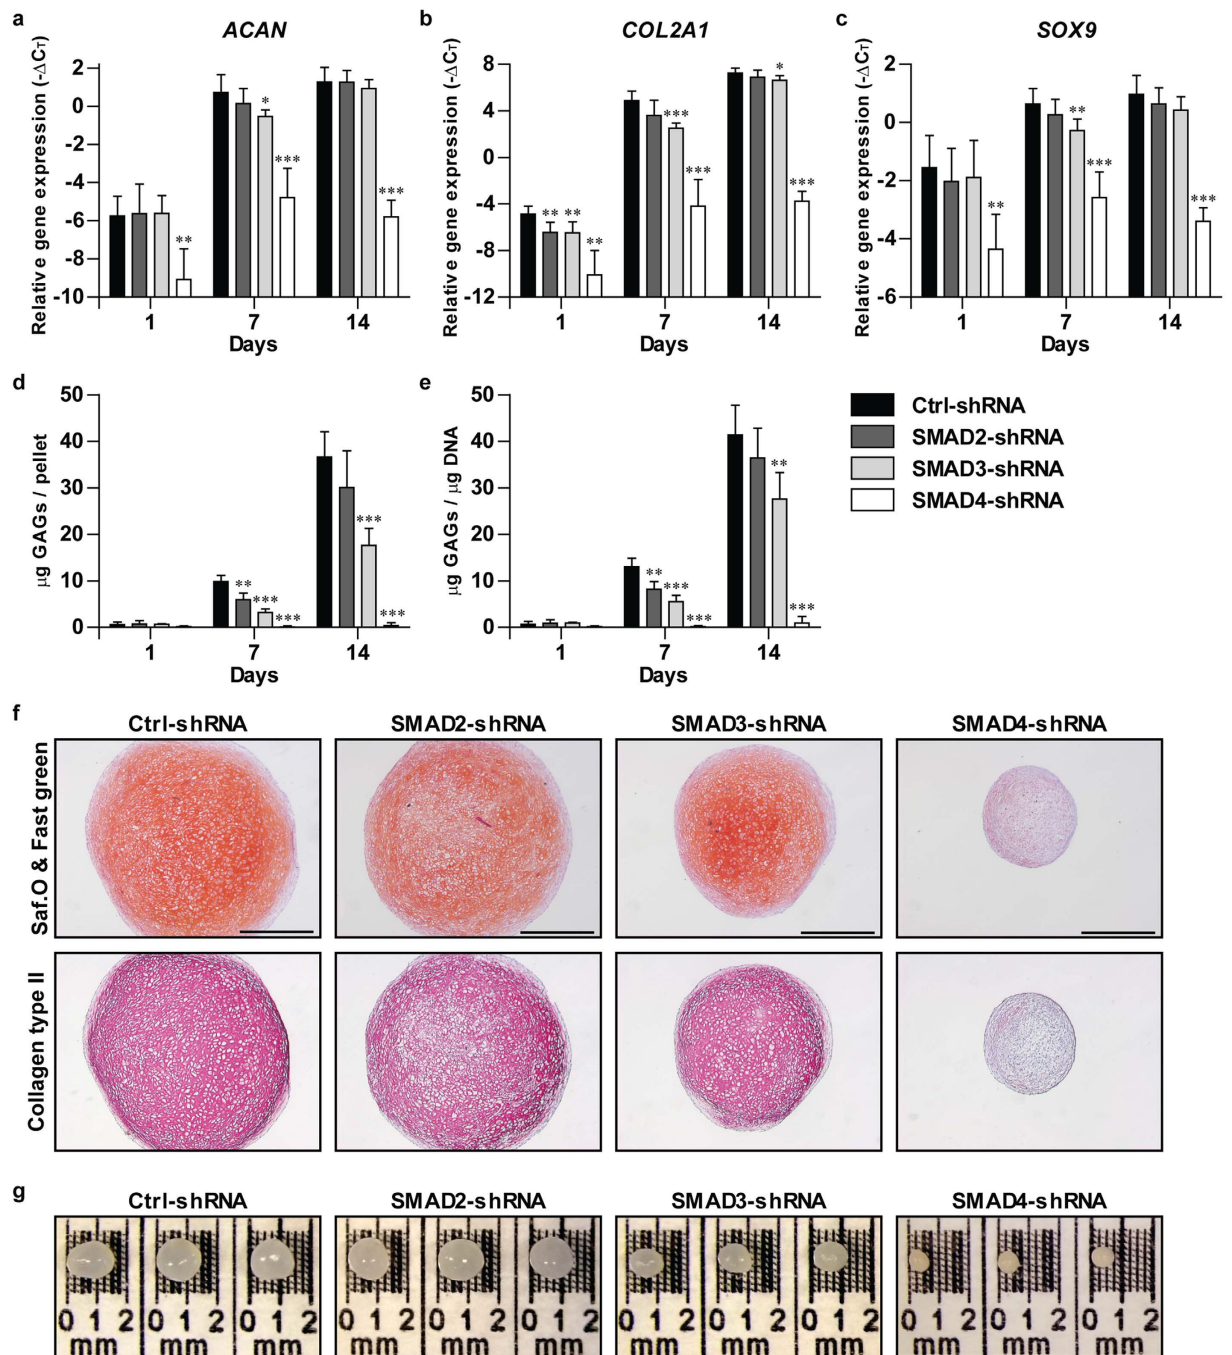 a
ACAN
Relative gene expression (-ΔCT)
2
0
-2
-4
-6
-8
-10
**
*
***
***
1
7
14
Days
b
COL2A1
Relative gene expression (-ΔCT)
8
4
0
-4
-8
-12
**
**
**
***
***
*
***
1
7
14
Days
c
SOX9
Relative gene expression (-ΔCT)
2
0
-2
-4
-6
**
**
***
***
1
7
14
Days
d
μg GAGs / pellet
50
40
30
20
10
0
**
***
***
***
***
1
7
14
Days
e
μg GAGs / μg DNA
50
40
30
20
10
0
**
***
***
**
***
1
7
14
Days
Ctrl-shRNA
SMAD2-shRNA
SMAD3-shRNA
SMAD4-shRNA
f
Ctrl-shRNA
SMAD2-shRNA
SMAD3-shRNA
SMAD4-shRNA
Saf.O & Fast green
Collagen type II
g
Ctrl-shRNA
SMAD2-shRNA
SMAD3-shRNA
SMAD4-shRNA
0 1 2 0 1 2 0 1 2
mm mm mm
0 1 2 0 1 2 0 1 2
mm mm mm
0 1 2 0 1 2 0 1 2
mm mm mm
0 1 2 0 1 2 0 1 2
mm mm mm